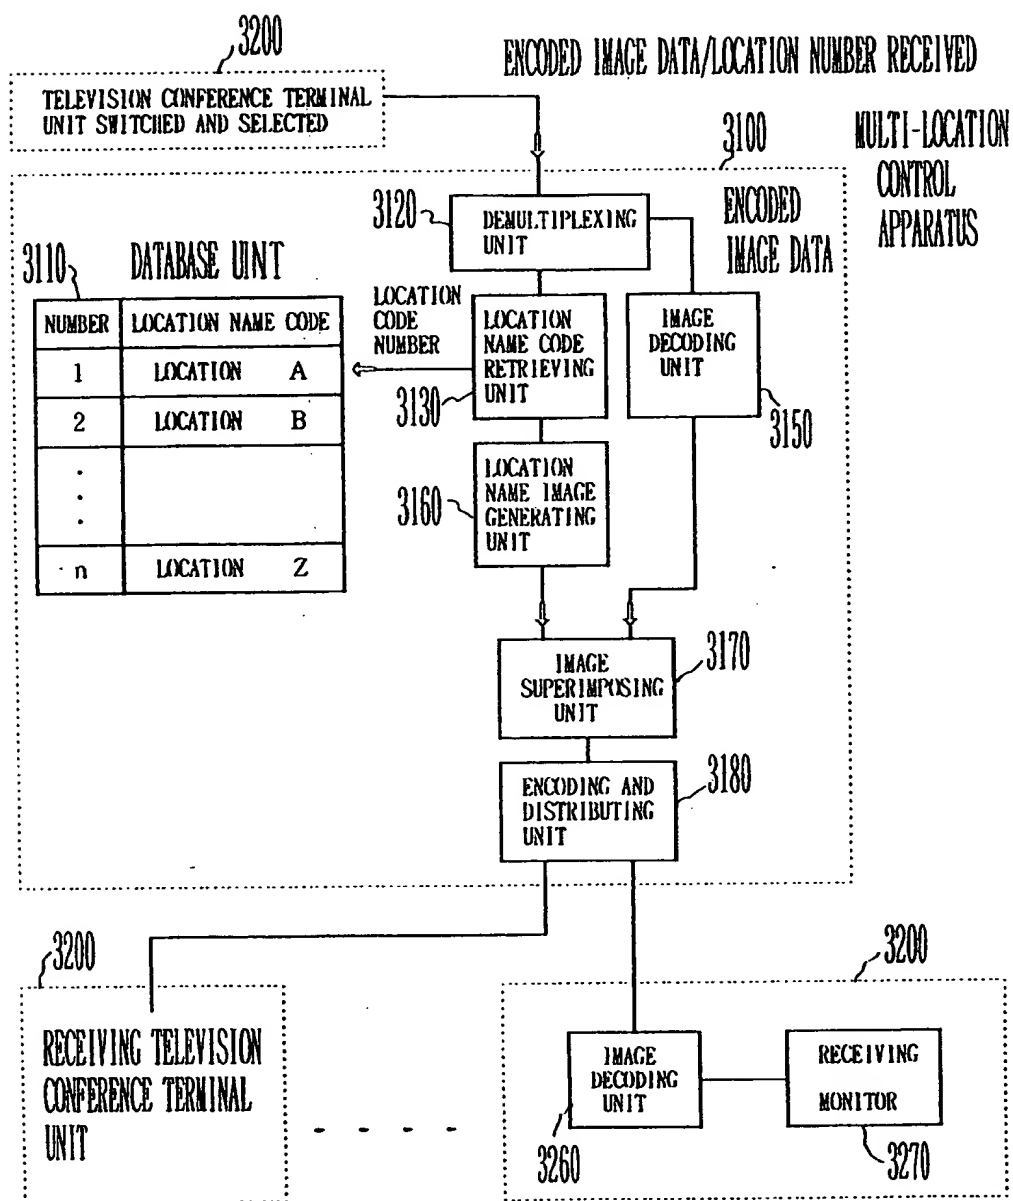 3200
ENCODED IMAGE DATA/LOCATION NUMBER RECEIVED
TELEVISION CONFERENCE TERMINAL
UNIT SWITCHED AND SELECTED
3100
MULTI-LOCATION
CONTROL
APPARATUS
3120
DEMULTIPLEXING
UNIT
ENCODED
IMAGE DATA
3110
DATABASE UINT
NUMBER
LOCATION NAME CODE
1
LOCATION A
2
LOCATION B
.
.
.
n
LOCATION Z
LOCATION
CODE
NUMBER
LOCATION
NAME CODE
RETRIEVING
UNIT
3130
IMAGE
DECODING
UNIT
3150
LOCATION
NAME IMAGE
GENERATING
UNIT
3160
IMAGE
SUPERIMPOSING
UNIT
3170
ENCODING AND
DISTRIBUTING
UNIT
3180
3200
RECEIVING TELEVISION
CONFERENCE TERMINAL
UNIT
- - - - -
3200
IMAGE
DECODING
UNIT
3260
RECEIVING
MONITOR
3270